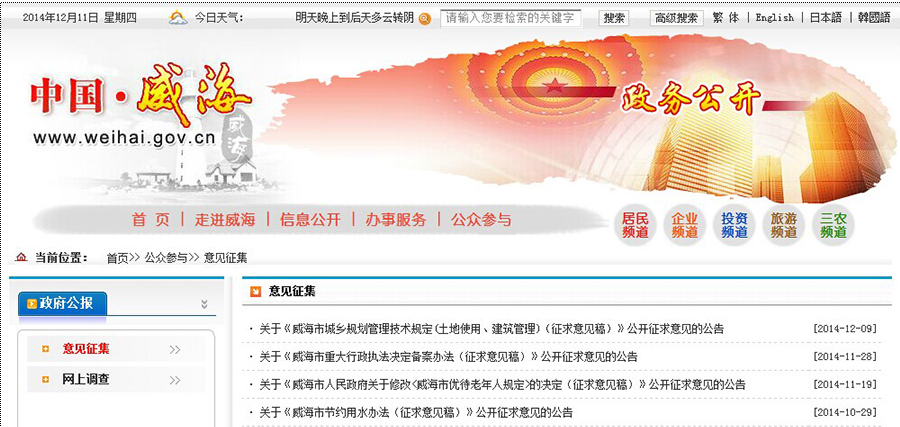 2014年12月11日 星期四 今日天气： 明天晚上到后天多云转阴 请输入您要检索的关键字 搜索 高级搜索 繁 体 | English | 日本語 | 韓國語
中国·威海
政务公开
www.weihai.gov.cn
威海
首 页 | 走进威海 | 信息公开 | 办事服务 | 公众参与
居民频道 企业频道 投资频道 旅游频道 三农频道
当前位置： 首页>> 公众参与>> 意见征集
政府公报
意见征集 >>
网上调查 >>
意见征集
· 关于《威海市城乡规划管理技术规定(土地使用、建筑管理)（征求意见稿）》公开征求意见的公告 [2014-12-09]
· 关于《威海市重大行政执法决定备案办法（征求意见稿）》公开征求意见的公告 [2014-11-28]
· 关于《威海市人民政府关于修改<威海市优待老年人规定>的决定（征求意见稿）》公开征求意见的公告 [2014-11-19]
· 关于《威海市节约用水办法（征求意见稿）》公开征求意见的公告 [2014-10-29]